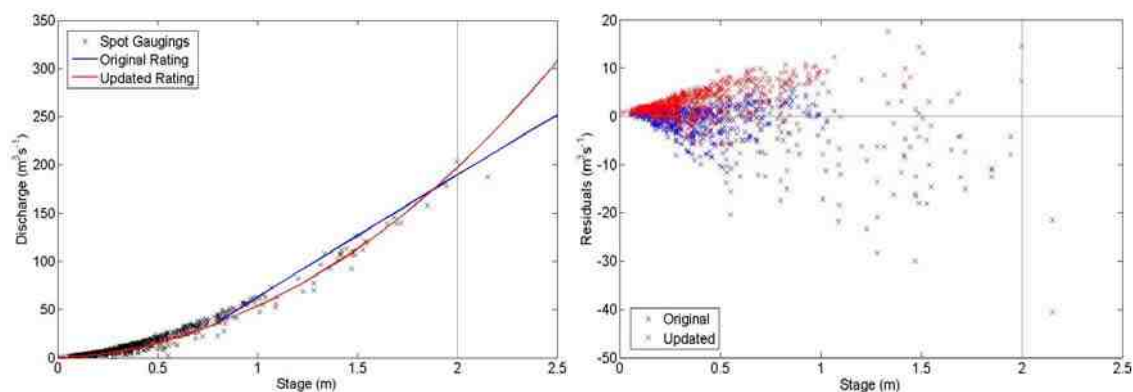 350
300
250
200
150
100
50
0
Discharge (m³s⁻¹)
Spot Gaugings
Original Rating
Updated Rating
0 0.5 1 1.5 2 2.5
Stage (m)
20
10
0
-10
-20
-30
-40
-50
Residuals (m³s⁻¹)
Original
Updated
0 0.5 1 1.5 2 2.5
Stage (m)